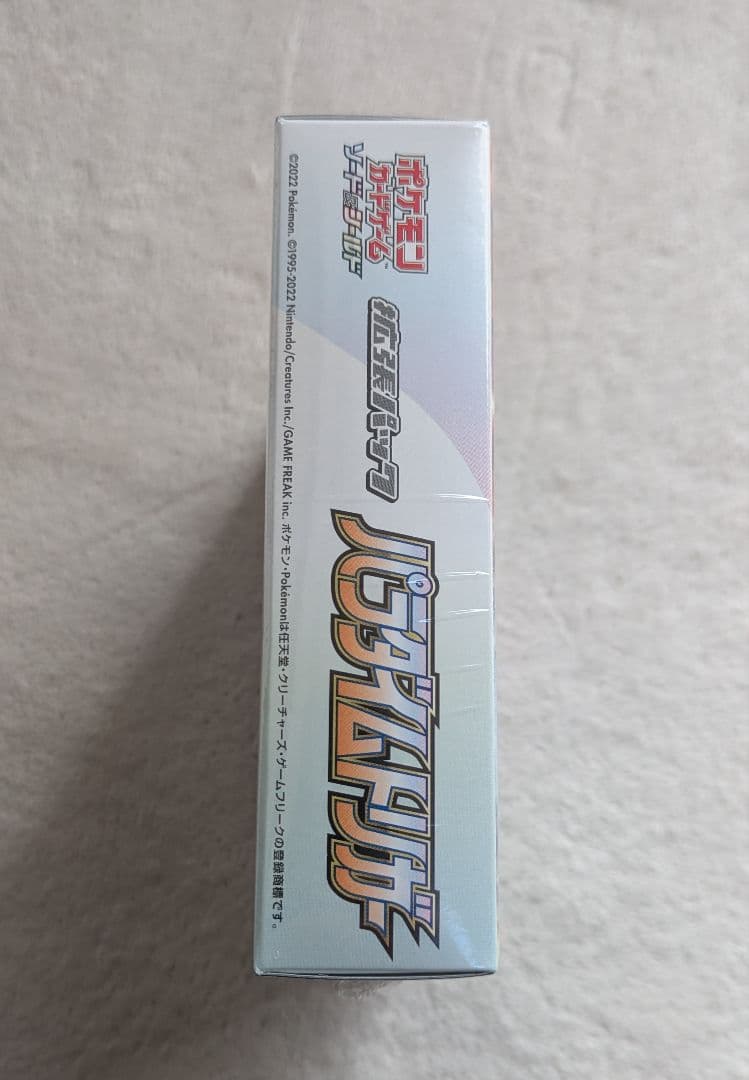 ポケモン
カードゲーム™
ソード&シールド
拡張パック
パラダイムトリガー
©2022 Pokémon. ©1995-2022 Nintendo/Creatures Inc./GAME FREAK inc. ポケモン・Pokémonは任天堂・クリーチャーズ・ゲームフリークの登録商標です。